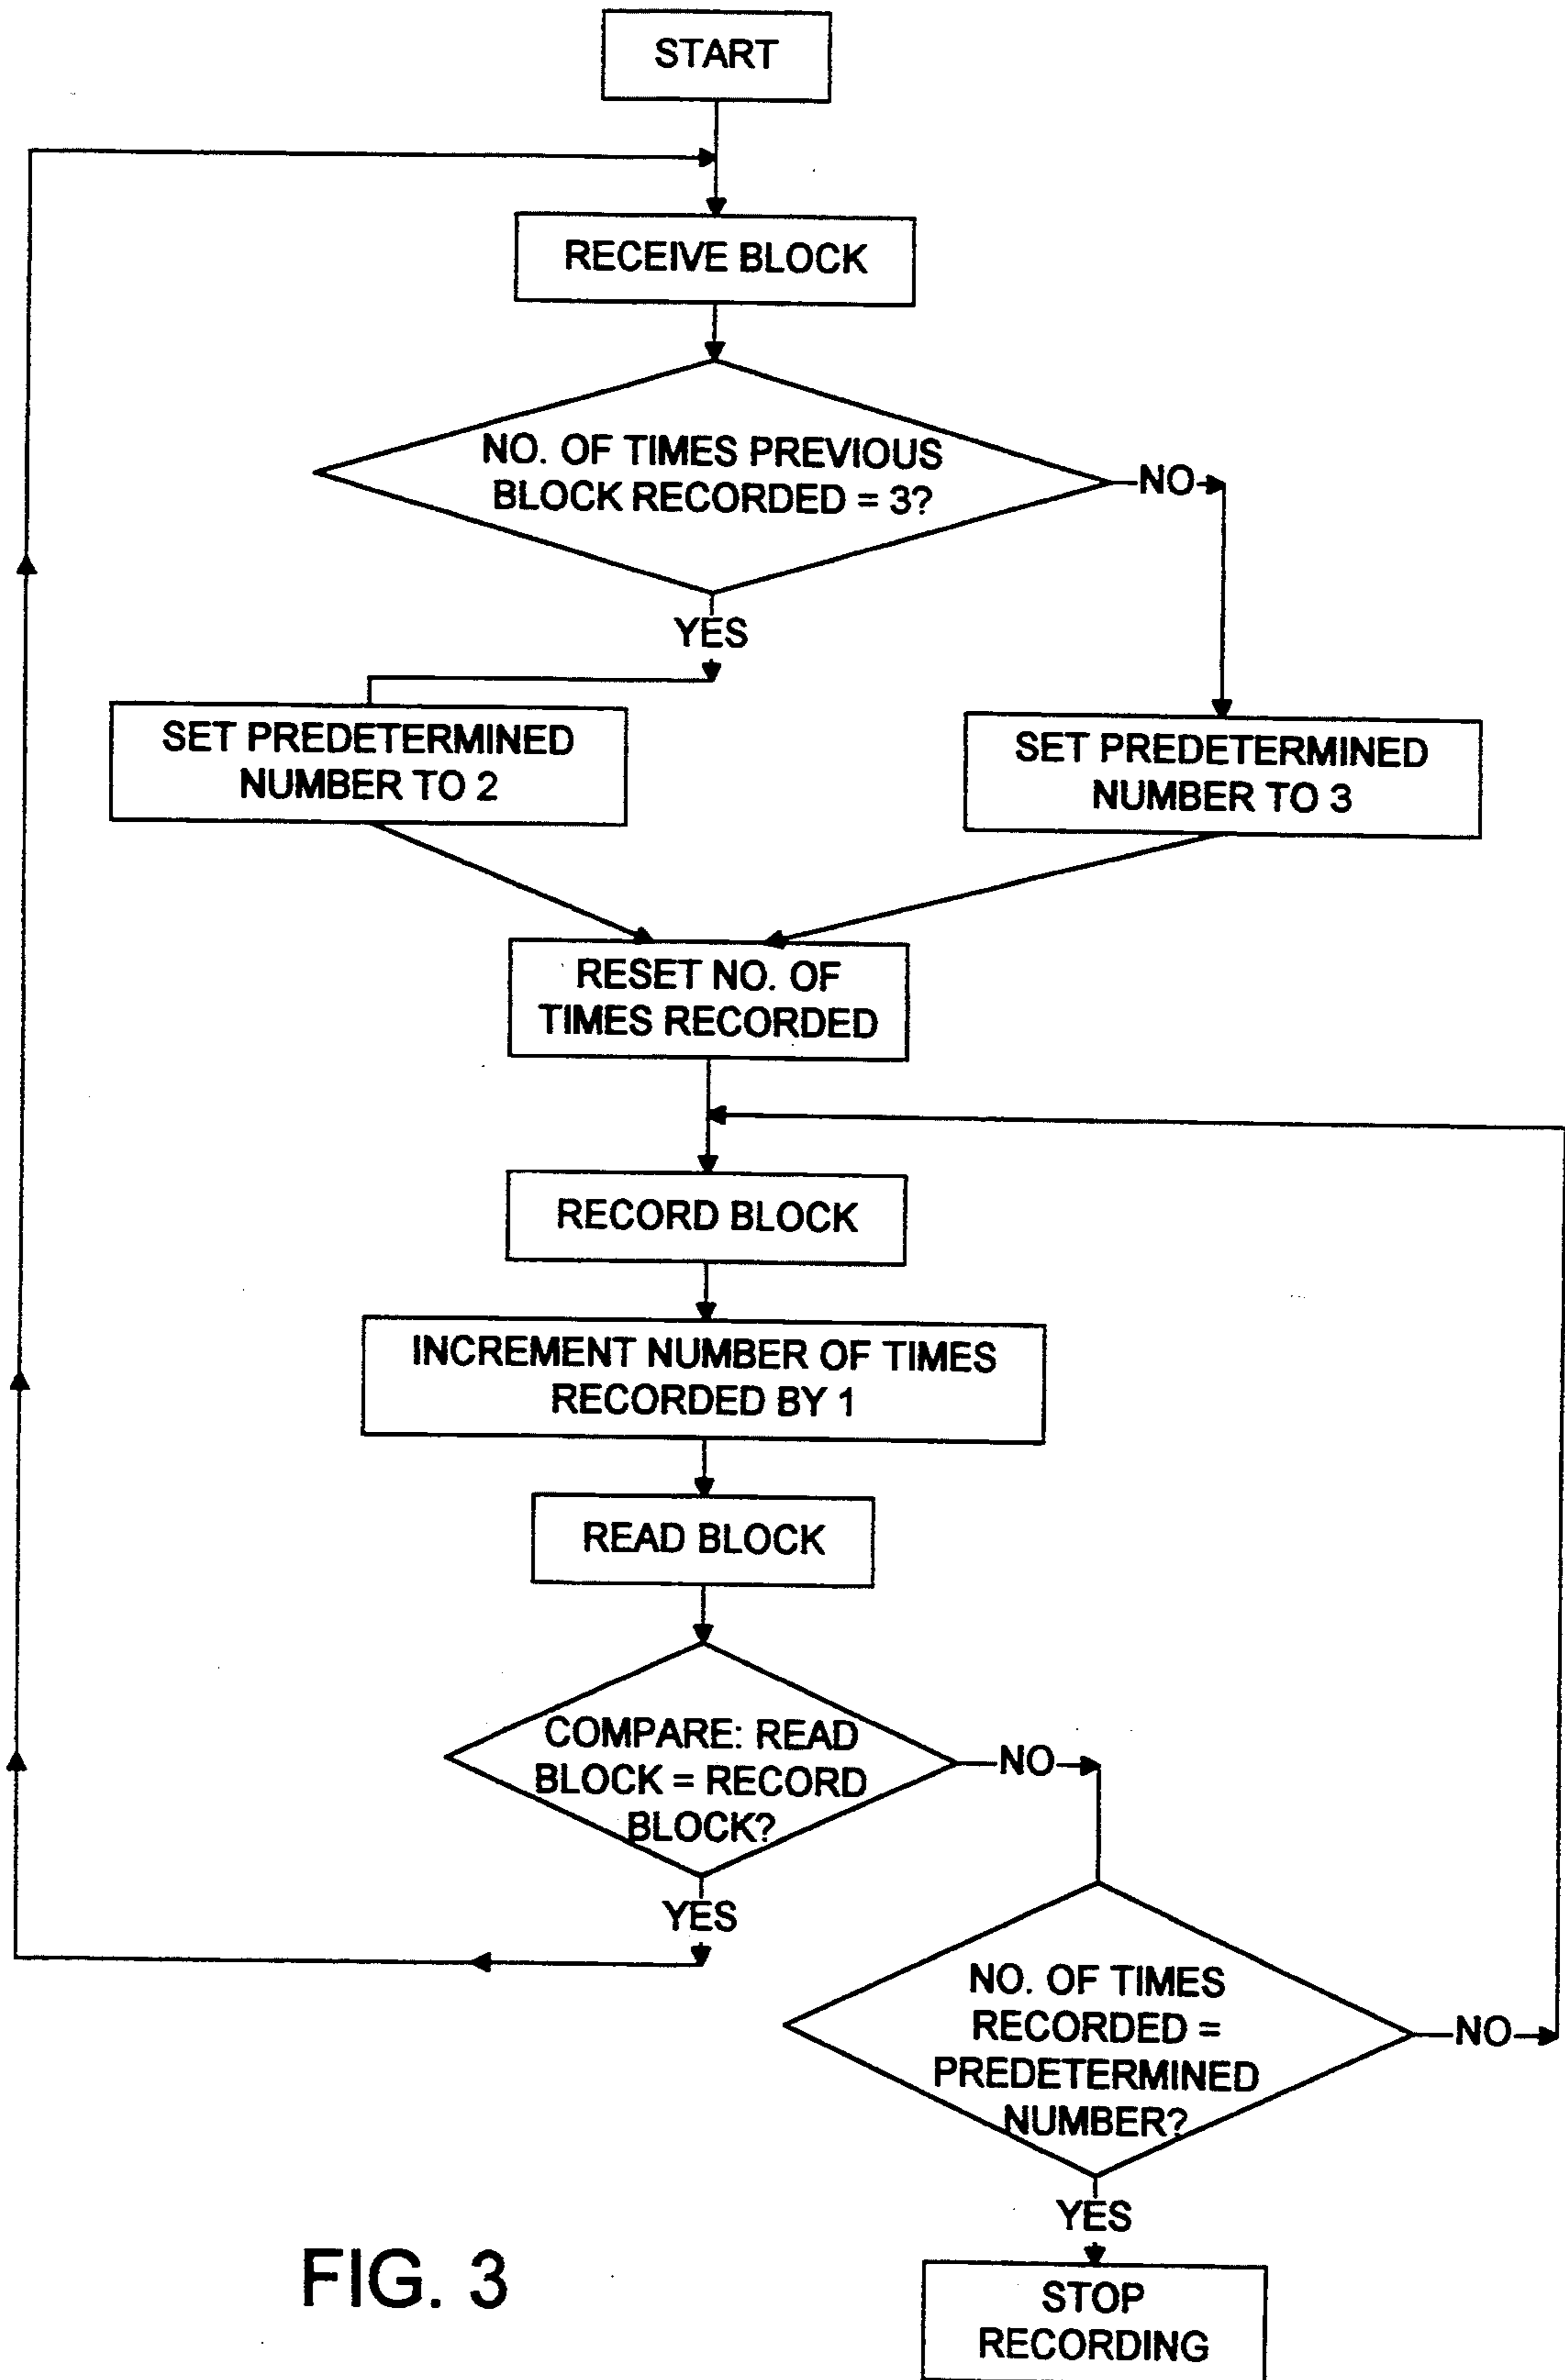 START
RECEIVE BLOCK
NO. OF TIMES PREVIOUS
BLOCK RECORDED = 3?
NO
YES
SET PREDETERMINED
NUMBER TO 2
SET PREDETERMINED
NUMBER TO 3
RESET NO. OF
TIMES RECORDED
RECORD BLOCK
INCREMENT NUMBER OF TIMES
RECORDED BY 1
READ BLOCK
COMPARE: READ
BLOCK = RECORD
BLOCK?
NO
YES
NO. OF TIMES
RECORDED =
PREDETERMINED
NUMBER?
NO
YES
STOP
RECORDING
FIG. 3